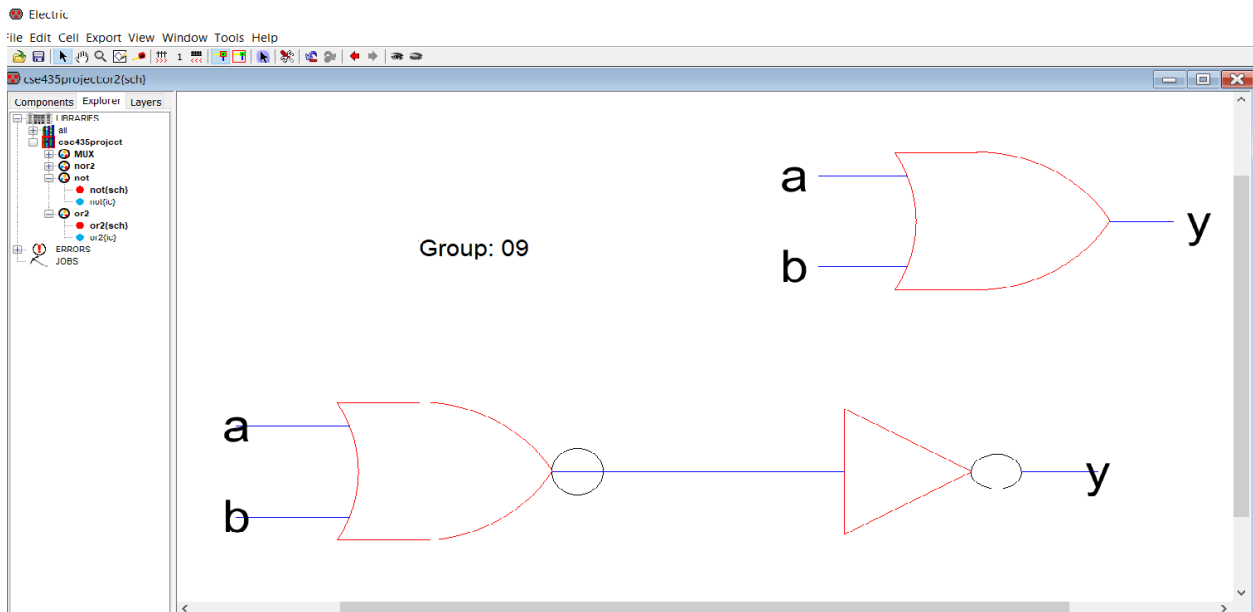 Electric
File Edit Cell Export View Window Tools Help
1
cse435project:or2{sch}
Components Explorer Layers
LIBRARIES
all
cse435project
MUX
nor2
not
not{sch}
not{ic}
or2
or2{sch}
or2{ic}
ERRORS
JOBS
a
b
y
Group: 09
a
b
y